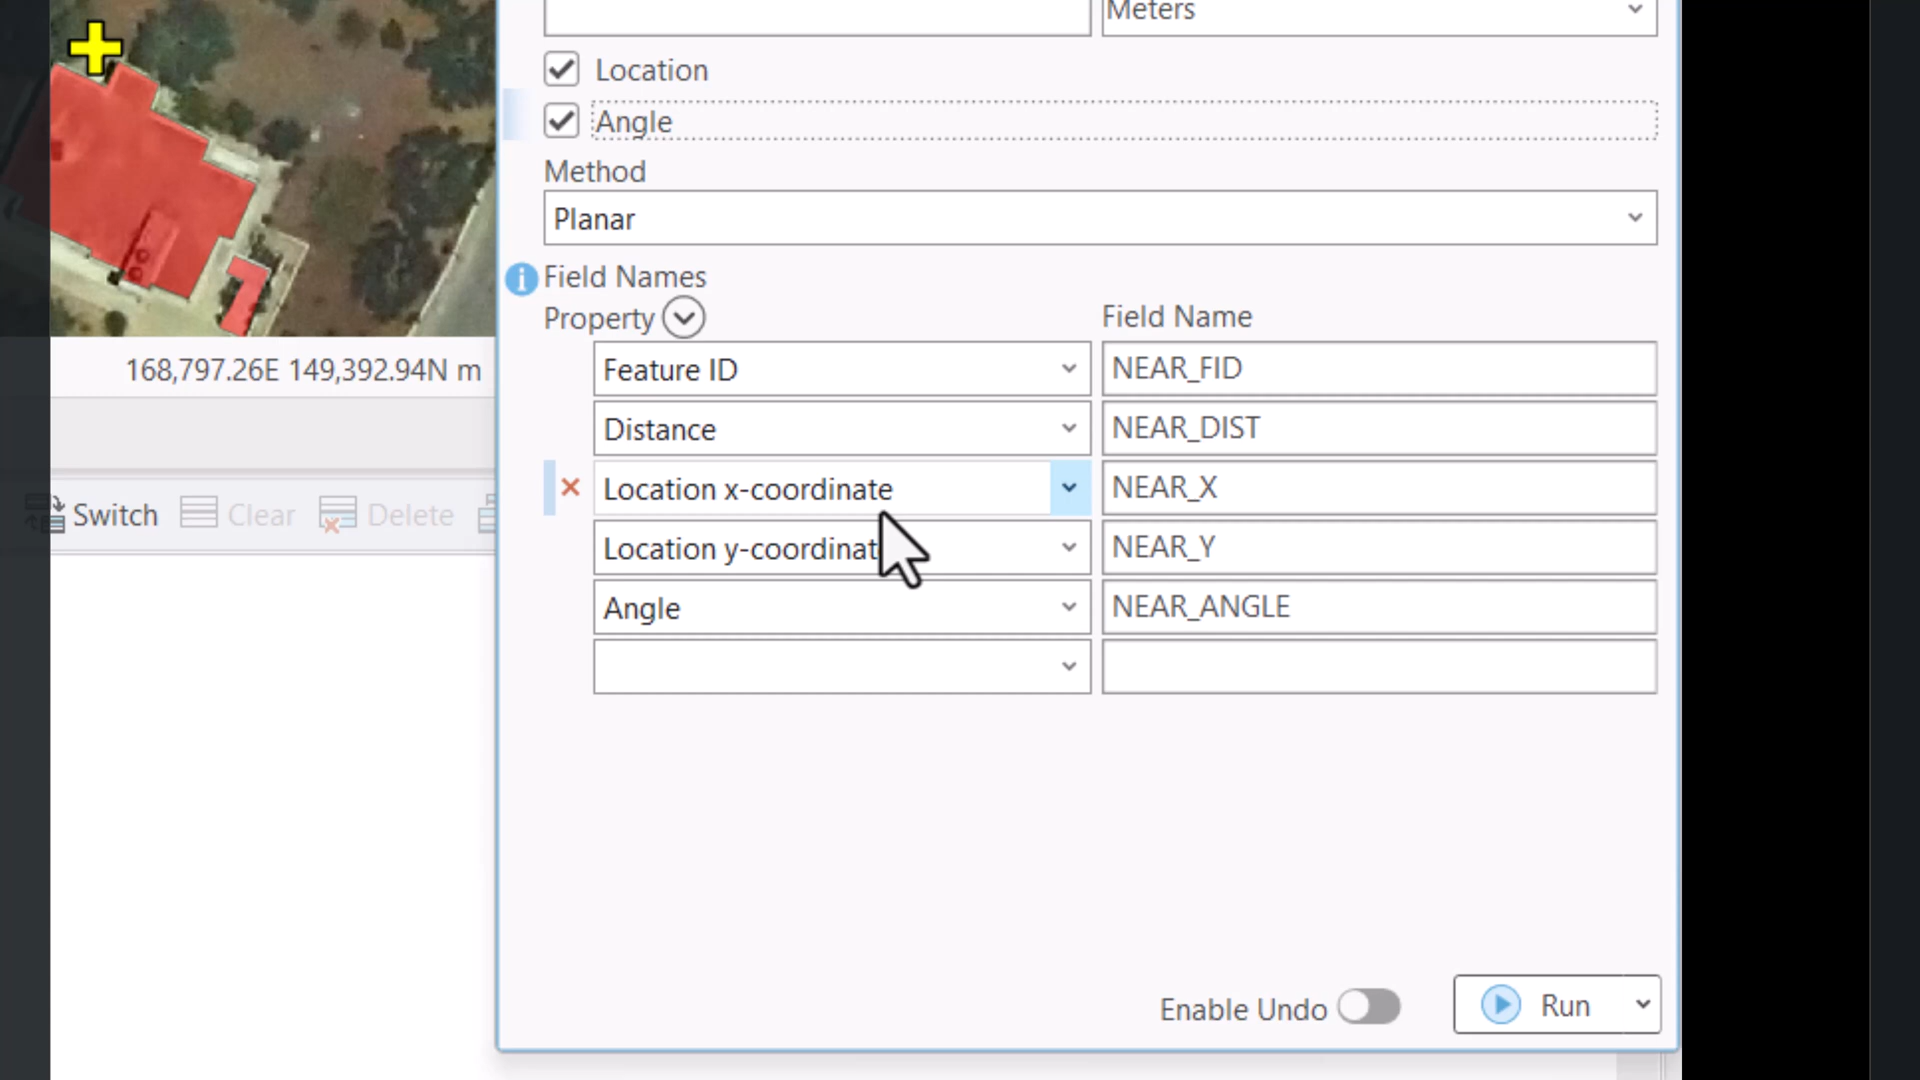 Meters
Location
Angle
Method
Planar
Field Names
Property
Field Name
Feature ID
NEAR_FID
Distance
NEAR_DIST
Location x-coordinate
NEAR_X
Location y-coordinat
NEAR_Y
Angle
NEAR_ANGLE
168,797.26E 149,392.94N m
Switch
Clear
Delete
Enable Undo
Run